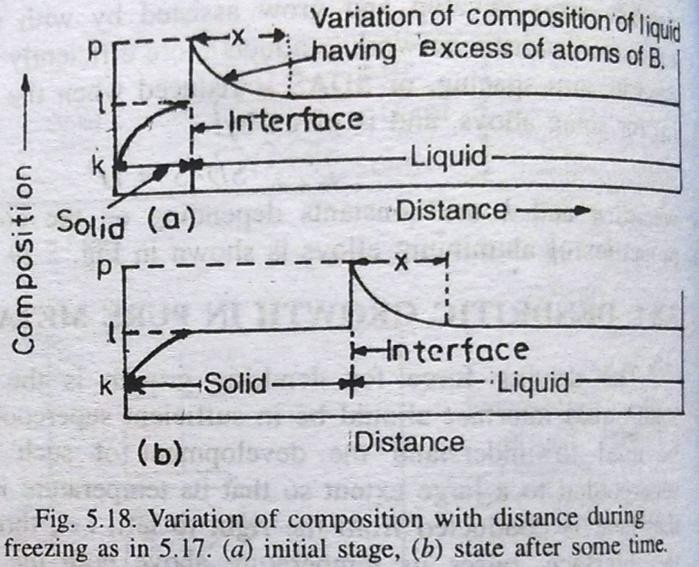 Variation of composition of liquid
having excess of atoms of B.
p
x
l
Interface
k
Liquid
Solid (a)
Distance
Composition
p
x
l
Interface
k
Solid
Liquid
(b)
Distance
Fig. 5.18. Variation of composition with distance during
freezing as in 5.17. (a) initial stage, (b) state after some time.